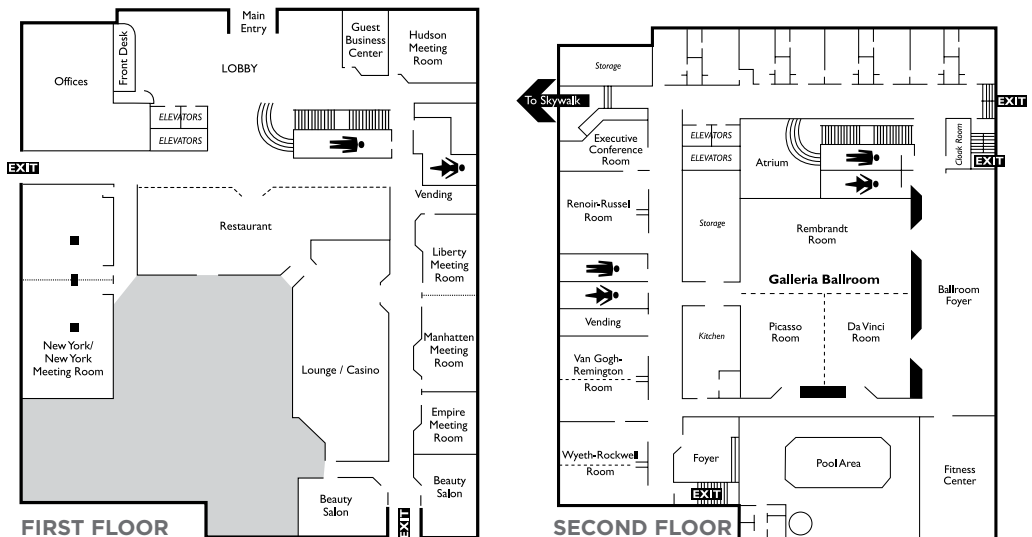 Main
Entry
Guest
Business
Center
Hudson
Meeting
Room
Front Desk
LOBBY
Offices
ELEVATORS
ELEVATORS
EXIT
Vending
Restaurant
Liberty
Meeting
Room
New York/
New York
Meeting Room
Manhatten
Meeting
Room
Lounge / Casino
Empire
Meeting
Room
Beauty
Salon
Beauty
Salon
EXIT
FIRST FLOOR
Storage
To Skywalk
EXIT
Executive
Conference
Room
ELEVATORS
ELEVATORS
Atrium
Cloak Room
EXIT
Renoir-Russel
Room
Storage
Rembrandt
Room
Galleria Ballroom
Ballroom
Foyer
Vending
Kitchen
Picasso
Room
Da Vinci
Room
Van Gogh-
Remington
Room
Wyeth-Rockwell
Room
Foyer
Pool Area
Fitness
Center
EXIT
SECOND FLOOR